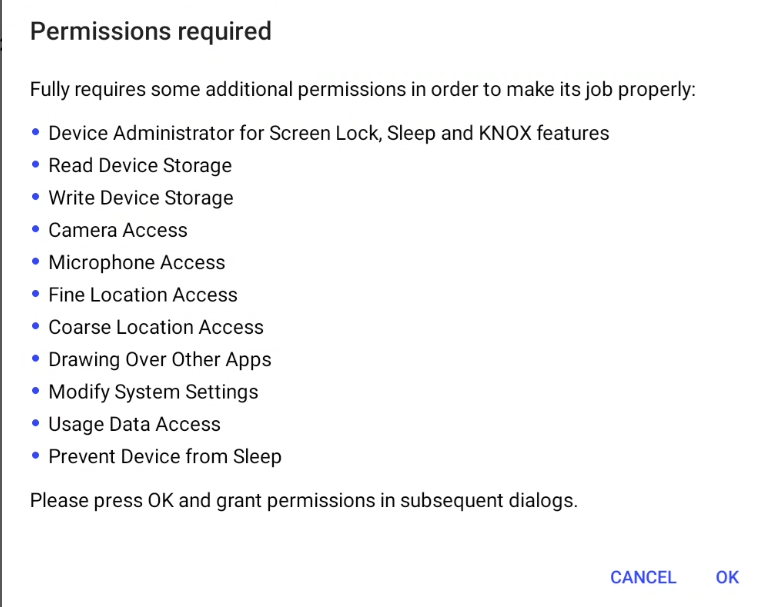 Permissions required
Fully requires some additional permissions in order to make its job properly:
Device Administrator for Screen Lock, Sleep and KNOX features
Read Device Storage
Write Device Storage
Camera Access
Microphone Access
Fine Location Access
Coarse Location Access
Drawing Over Other Apps
Modify System Settings
Usage Data Access
Prevent Device from Sleep
Please press OK and grant permissions in subsequent dialogs.
CANCEL OK